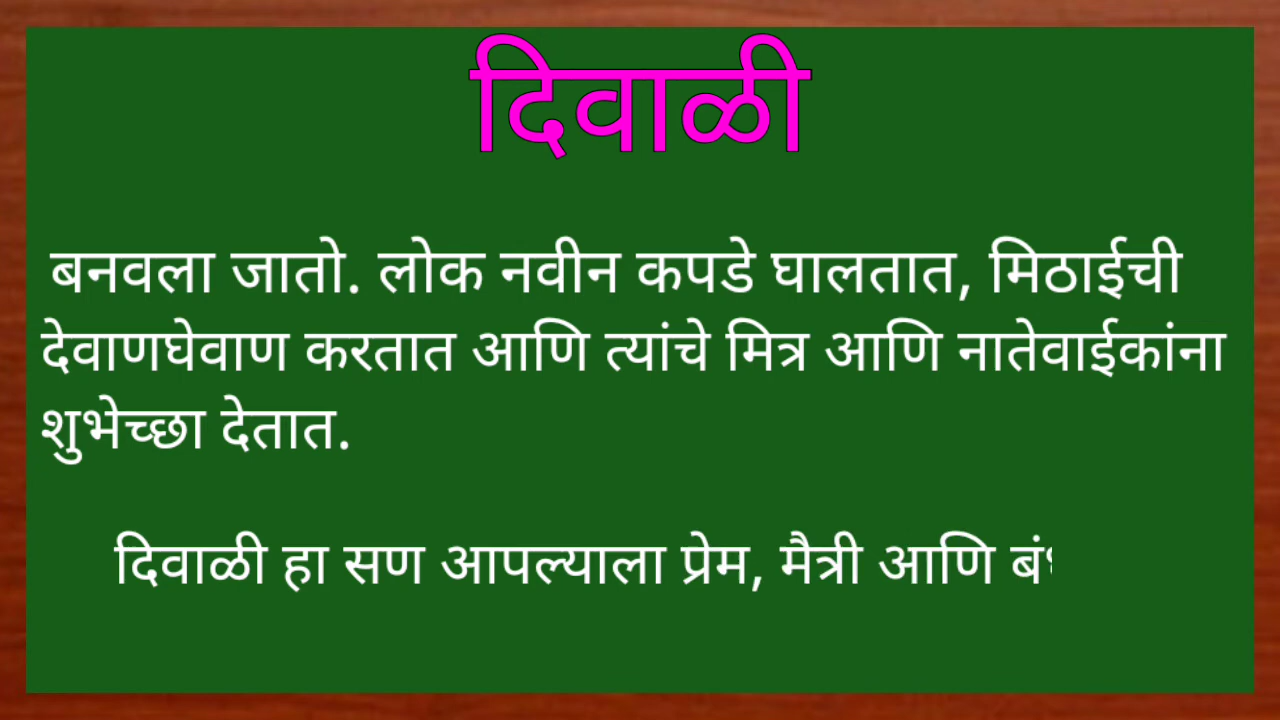 दिवाळी
बनवला जातो. लोक नवीन कपडे घालतात, मिठाईची
देवाणघेवाण करतात आणि त्यांचे मित्र आणि नातेवाईकांना
शुभेच्छा देतात.
दिवाळी हा सण आपल्याला प्रेम, मैत्री आणि